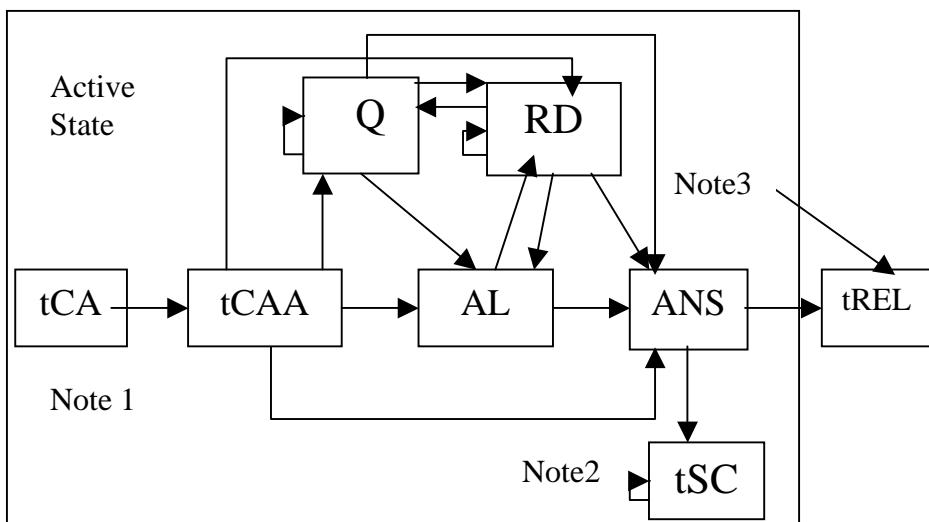 Active
State
Q
RD
Note3
tCA
tCAA
AL
ANS
tREL
Note 1
Note2
tSC